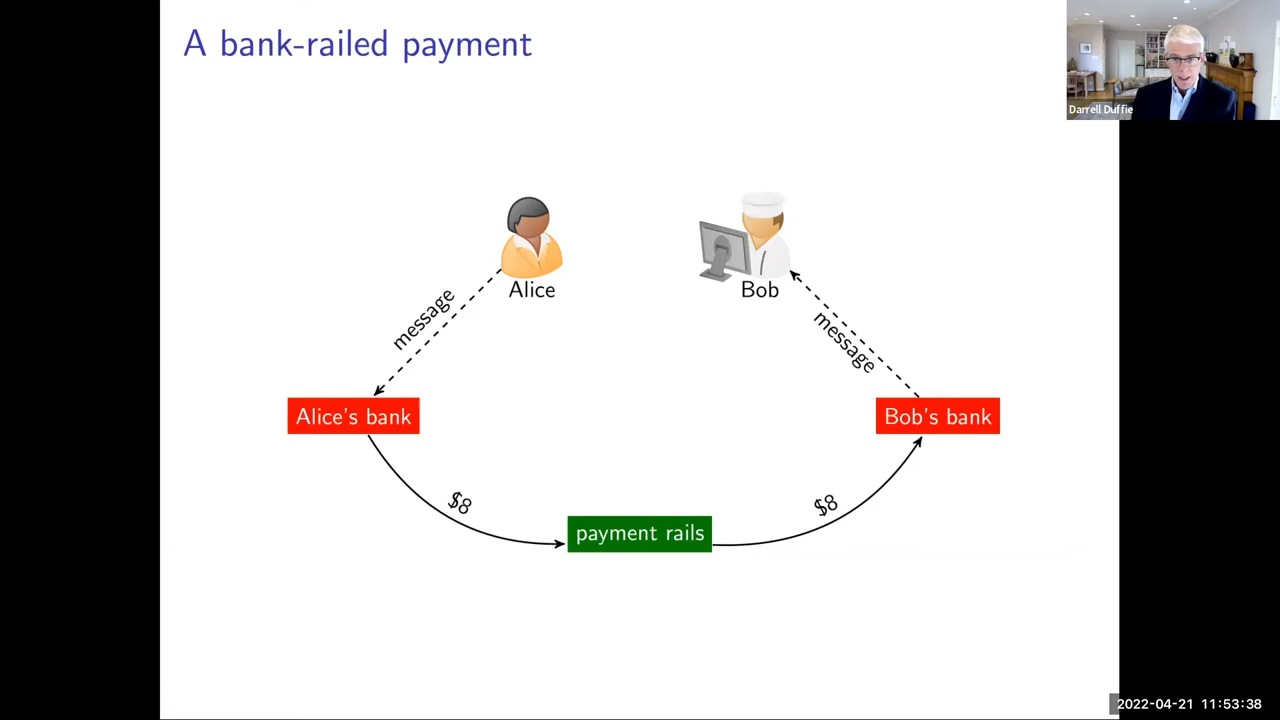 A bank-railed payment
Darrell Duffie
Alice
Bob
message
message
Alice's bank
Bob's bank
$8
$8
payment rails
2022-04-21 11:53:38